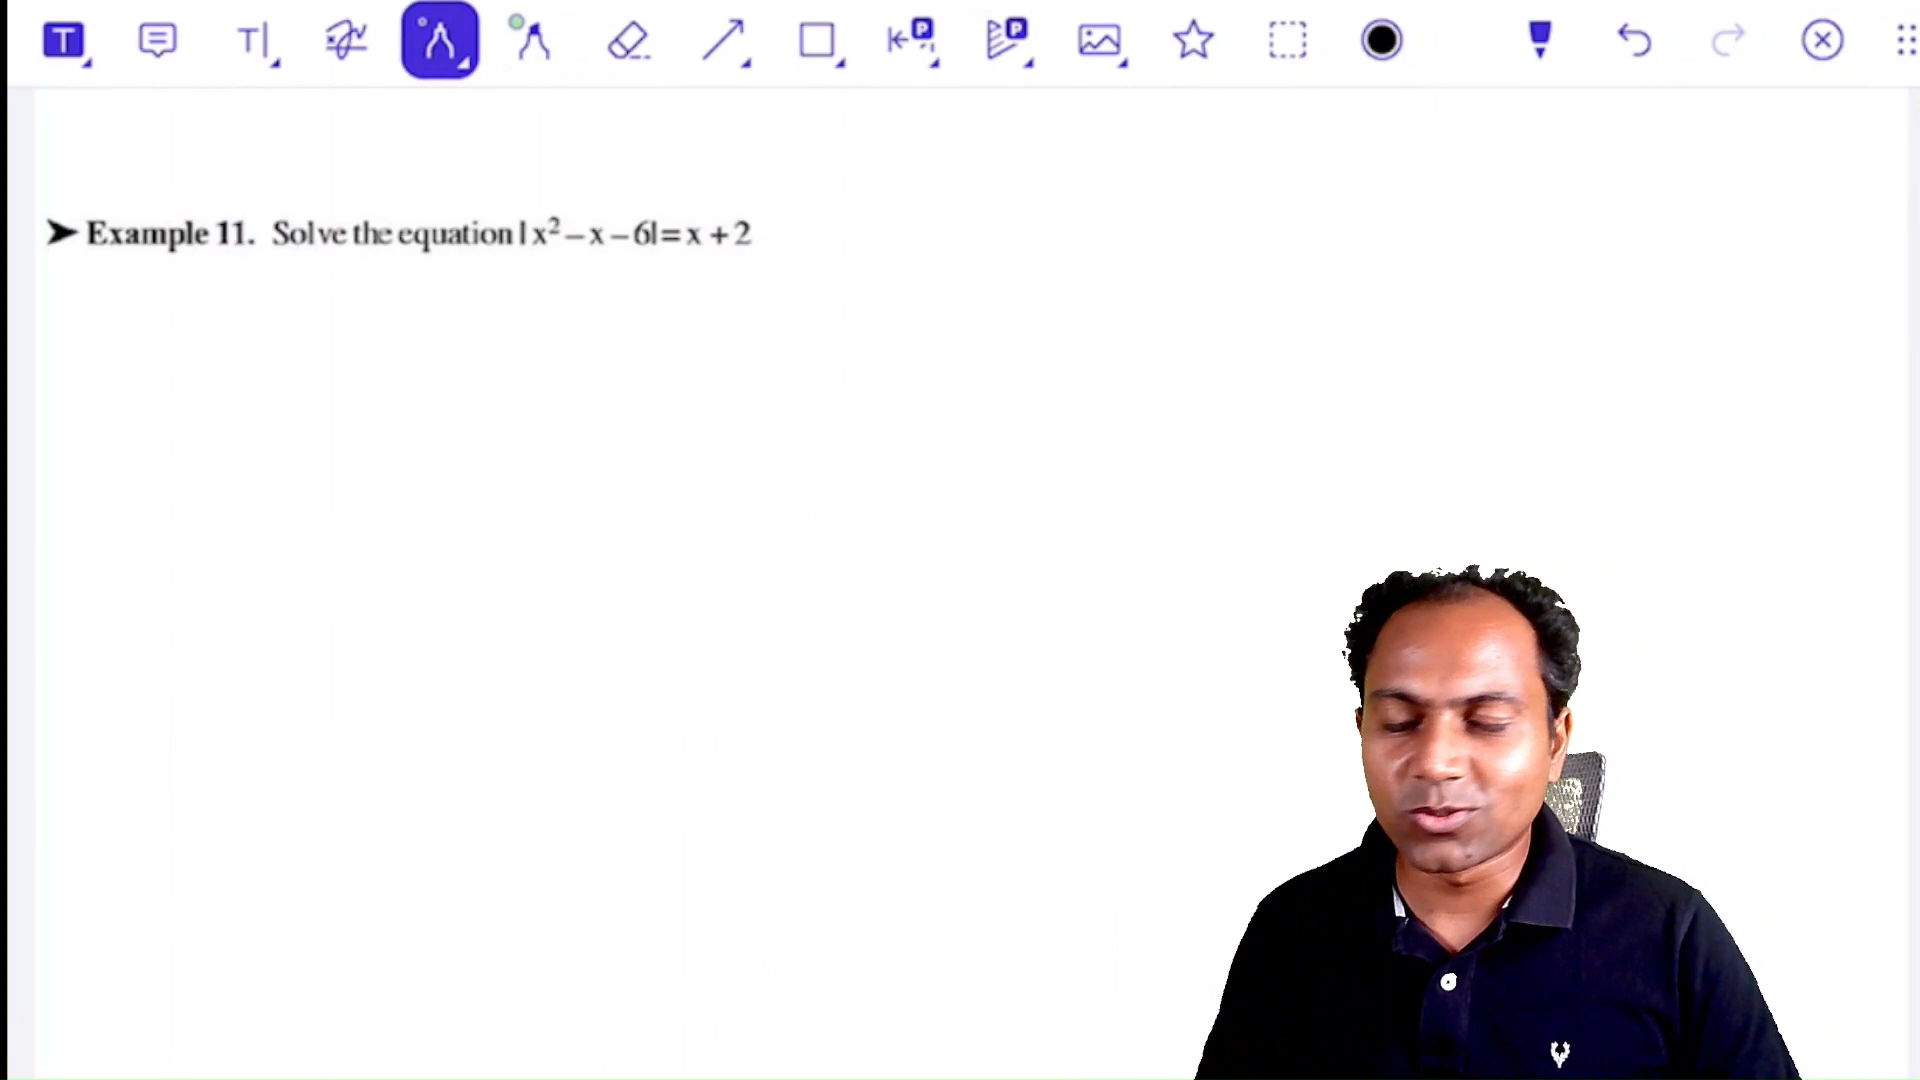 ➤ Example 11. Solve the equation |x²–x–6|=x+2